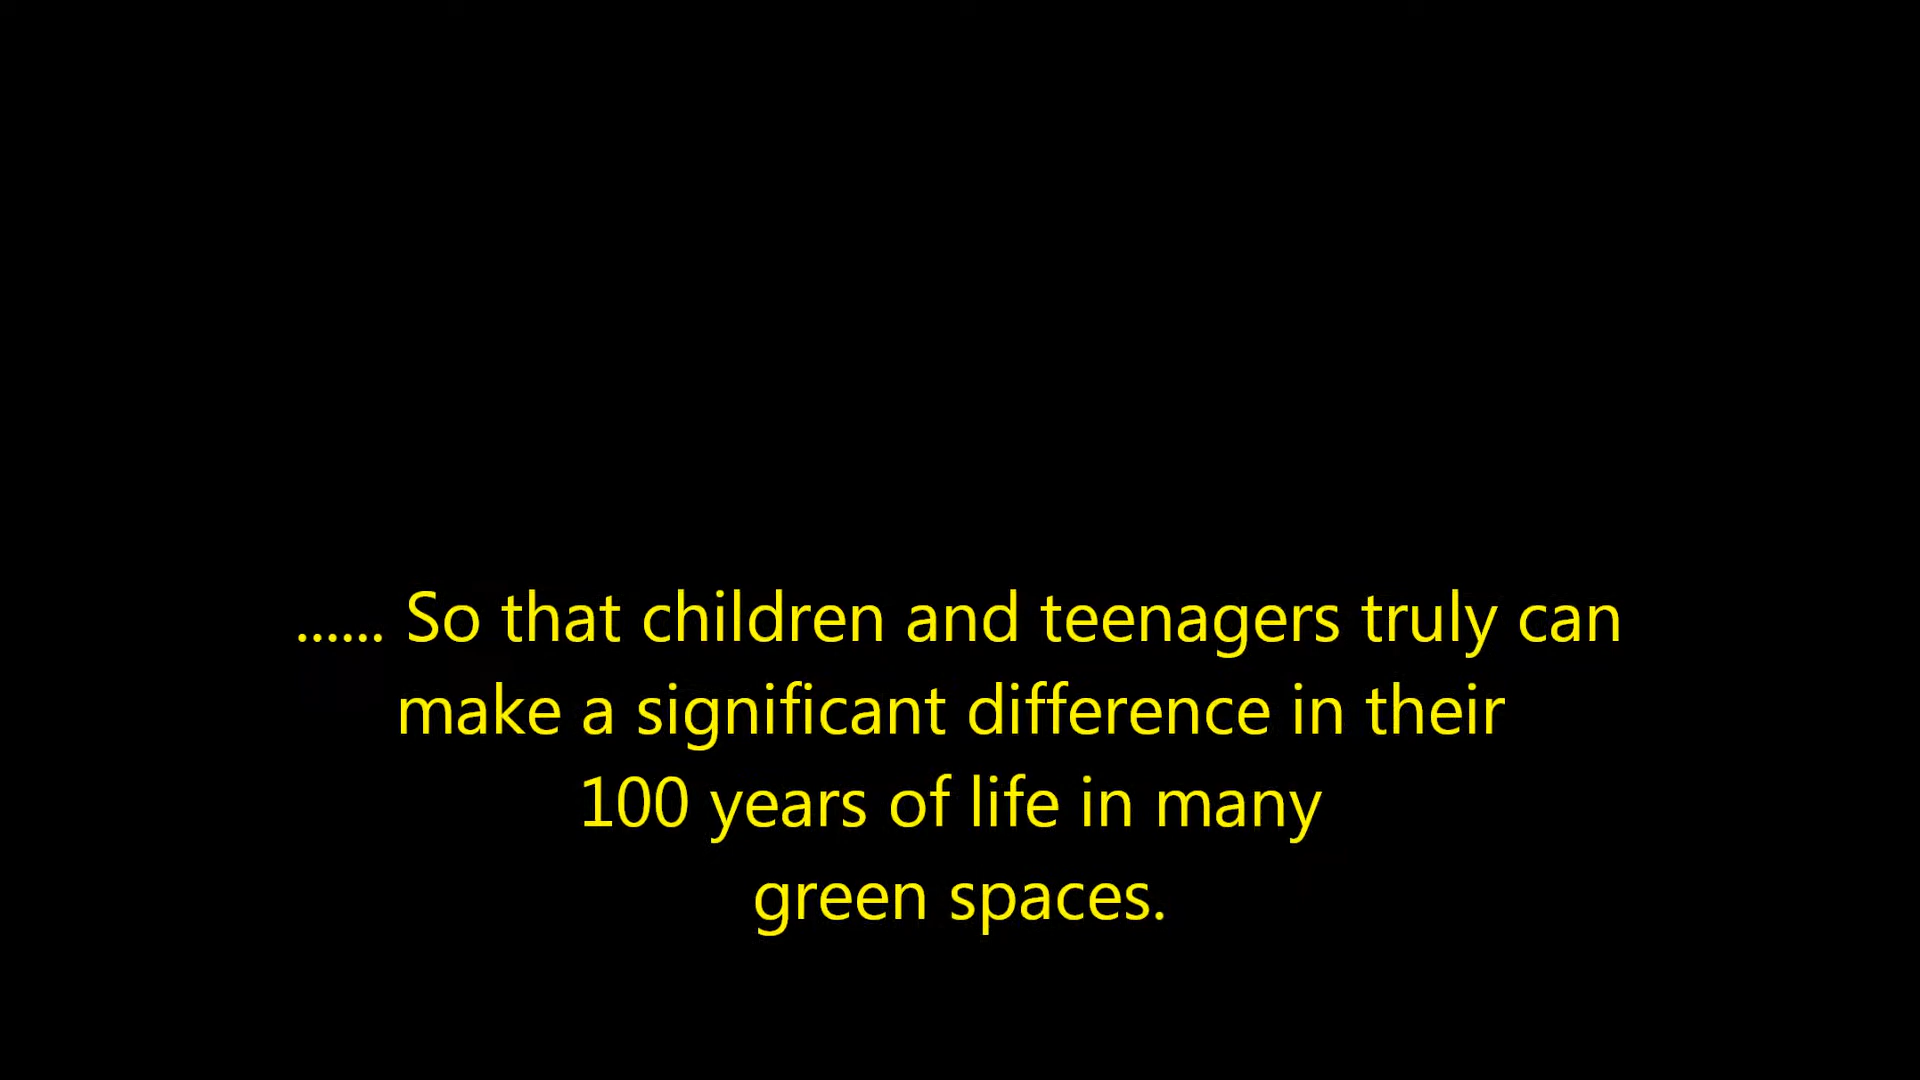 ...... So that children and teenagers truly can
make a significant difference in their
100 years of life in many
green spaces.